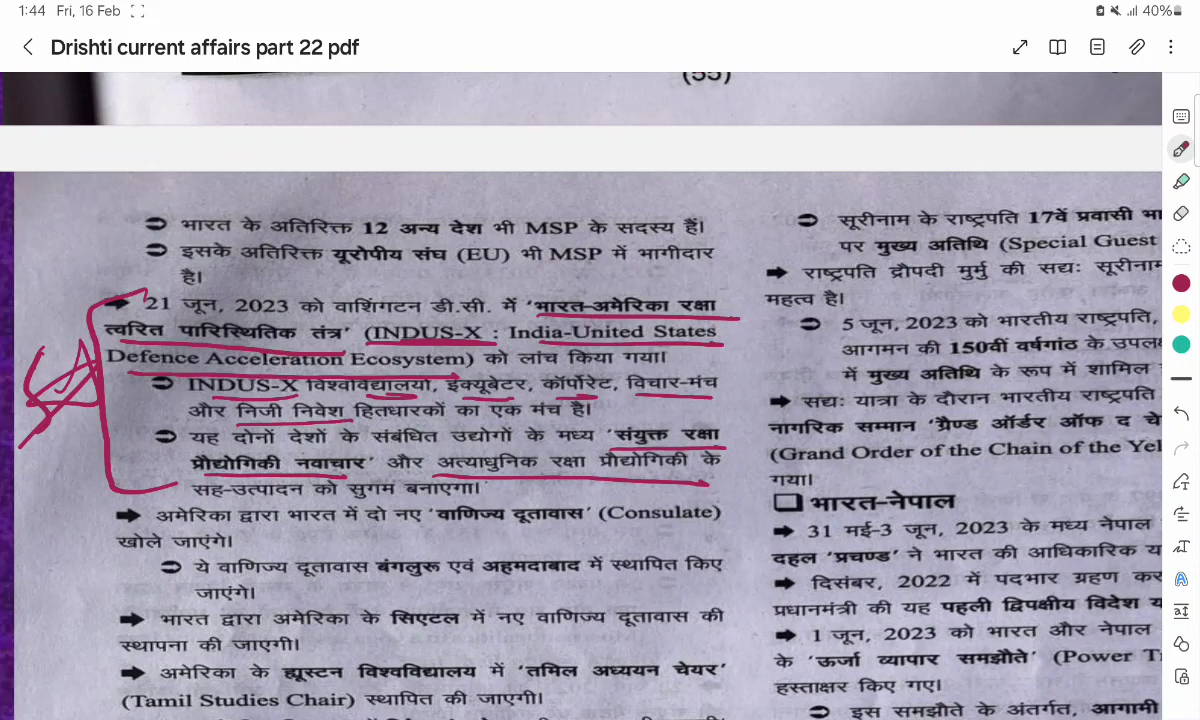 1:44 Fri, 16 Feb
40%
Drishti current affairs part 22 pdf
(55)
भारत के अतिरिक्त 12 अन्य देश भी MSP के सदस्य हैं।
इसके अतिरिक्त यूरोपीय संघ (EU) भी MSP में भागीदार
है।
21 जून, 2023 को वाशिंगटन डी.सी. में 'भारत-अमेरिका रक्षा
त्वरित पारिस्थितिक तंत्र' (INDUS-X : India-United States
Defence Acceleration Ecosystem) को लांच किया गया।
INDUS-X विश्वविद्यालयों, इंक्यूबेटर, कॉर्पोरेट, विचार-मंच
और निजी निवेश हितधारकों का एक मंच है।
यह दोनों देशों के संबंधित उद्योगों के मध्य 'संयुक्त रक्षा
प्रौद्योगिकी नवाचार' और अत्याधुनिक रक्षा प्रौद्योगिकी के
सह-उत्पादन को सुगम बनाएगा।
अमेरिका द्वारा भारत में दो नए 'वाणिज्य दूतावास' (Consulate)
खोले जाएंगे।
ये वाणिज्य दूतावास बंगलुरू एवं अहमदाबाद में स्थापित किए
जाएंगे।
भारत द्वारा अमेरिका के सिएटल में नए वाणिज्य दूतावास की
स्थापना की जाएगी।
अमेरिका के ह्यूस्टन विश्वविद्यालय में 'तमिल अध्ययन चेयर'
(Tamil Studies Chair) स्थापित की जाएगी।
सूरीनाम के राष्ट्रपति 17वें प्रवासी भा
पर मुख्य अतिथि (Special Guest
राष्ट्रपति द्रौपदी मुर्मु की सद्यः सूरीनाम
महत्व है।
5 जून, 2023 को भारतीय राष्ट्रपति,
आगमन की 150वीं वर्षगांठ के उपल
में मुख्य अतिथि के रूप में शामिल
सद्यः यात्रा के दौरान भारतीय राष्ट्रपति
नागरिक सम्मान 'ग्रैण्ड ऑर्डर ऑफ द चे
(Grand Order of the Chain of the Yel
गया।
भारत-नेपाल
31 मई-3 जून, 2023 के मध्य नेपाल
दहल 'प्रचण्ड' ने भारत की आधिकारिक य
दिसंबर, 2022 में पदभार ग्रहण कर
प्रधानमंत्री की यह पहली द्विपक्षीय विदेश य
1 जून, 2023 को भारत और नेपाल
के 'ऊर्जा व्यापार समझौते' (Power T
हस्ताक्षर किए गए।
इस समझौते के अंतर्गत, आगामी